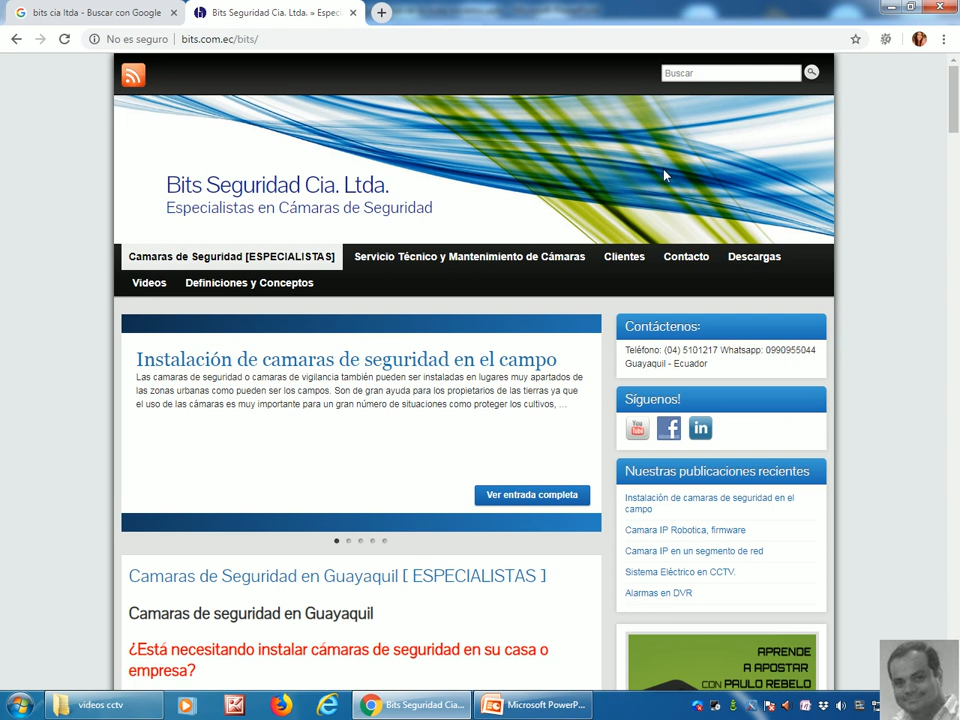 bits cia ltda - Buscar con Google
Bits Seguridad Cia. Ltda. » Espec
No es seguro
bits.com.ec/bits/
Buscar
Bits Seguridad Cia. Ltda.
Especialistas en Cámaras de Seguridad
Camaras de Seguridad [ESPECIALISTAS]
Servicio Técnico y Mantenimiento de Cámaras
Clientes
Contacto
Descargas
Videos
Definiciones y Conceptos
Instalación de camaras de seguridad en el campo
Las camaras de seguridad o camaras de vigilancia también pueden ser instaladas en lugares muy apartados de
las zonas urbanas como pueden ser los campos. Son de gran ayuda para los propietarios de las tierras ya que
el uso de las cámaras es muy importante para un gran número de situaciones como proteger los cultivos, ...
Ver entrada completa
Camaras de Seguridad en Guayaquil [ ESPECIALISTAS ]
Camaras de seguridad en Guayaquil
¿Está necesitando instalar cámaras de seguridad en su casa o
empresa?
Contáctenos:
Teléfono: (04) 5101217 Whatsapp: 0990955044
Guayaquil - Ecuador
Síguenos!
You
Tube
in
Nuestras publicaciones recientes
Instalación de camaras de seguridad en el
campo
Camara IP Robotica, firmware
Camara IP en un segmento de red
Sistema Eléctrico en CCTV.
Alarmas en DVR
APRENDE
A APOSTAR
CON PAULO REBELO
videos cctv
Bits Seguridad Cia...
Microsoft PowerP...